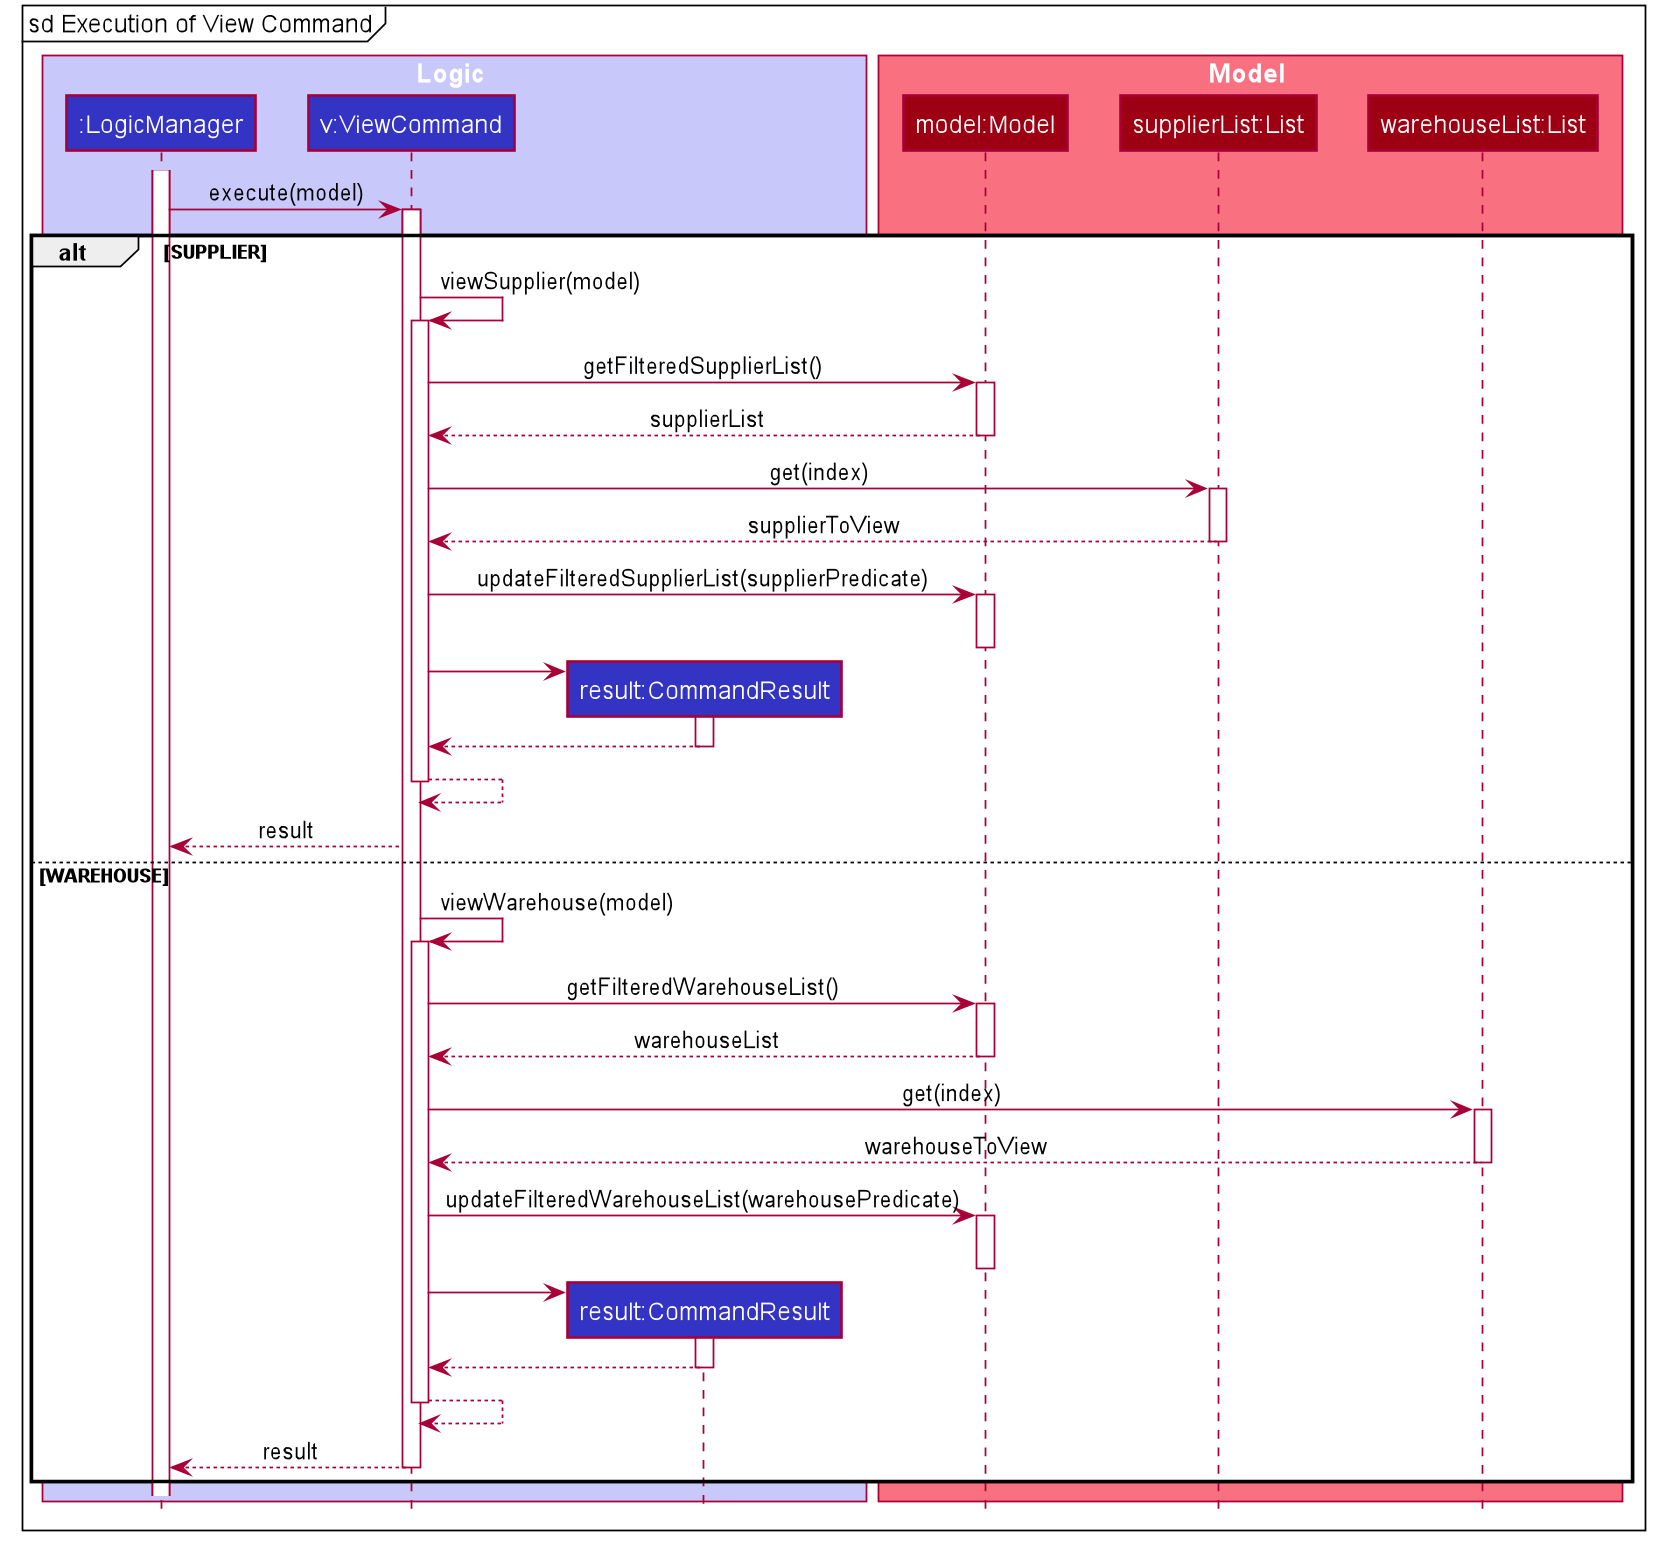 sd Execution of View Command
Logic
Model
:LogicManager
v:ViewCommand
model:Model
supplierList:List
warehouseList:List
execute(model)
alt
[SUPPLIER]
viewSupplier(model)
getFilteredSupplierList()
supplierList
get(index)
supplierToView
updateFilteredSupplierList(supplierPredicate)
result:CommandResult
result
[WAREHOUSE]
viewWarehouse(model)
getFilteredWarehouseList()
warehouseList
get(index)
warehouseToView
updateFilteredWarehouseList(warehousePredicate)
result:CommandResult
result